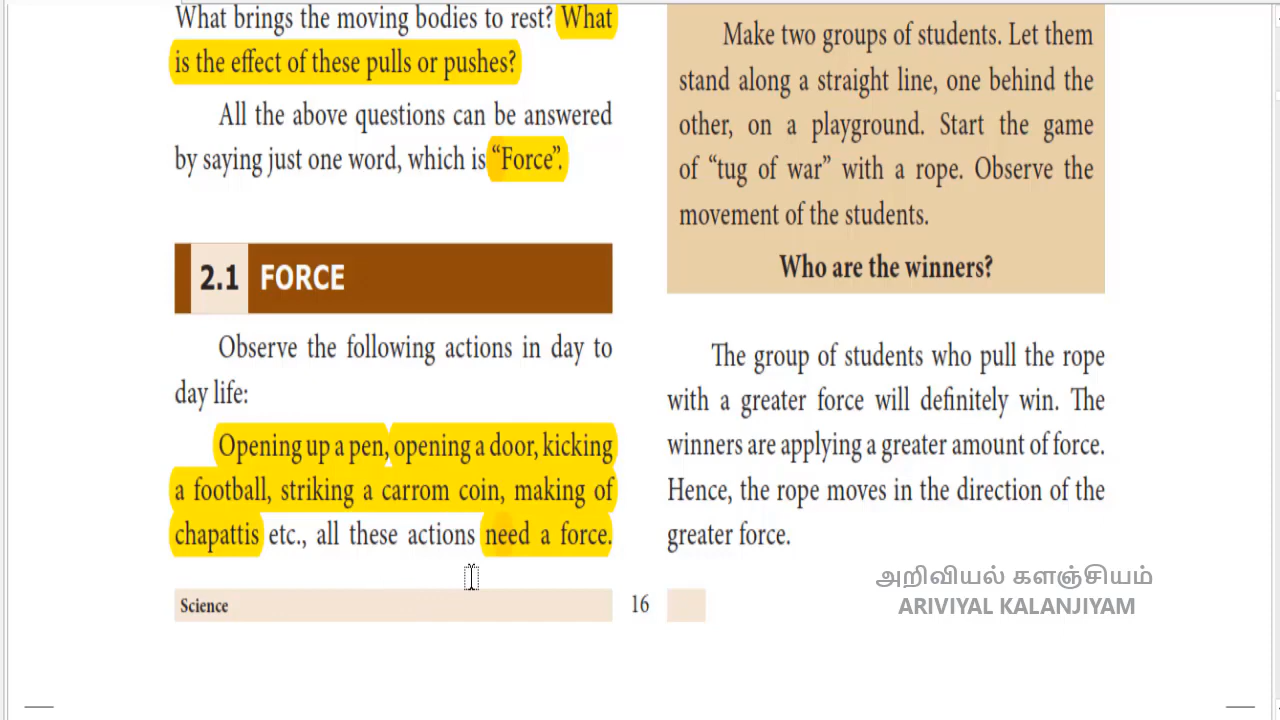 What brings the moving bodies to rest? What
is the effect of these pulls or pushes?
All the above questions can be answered
by saying just one word, which is “Force”.
2.1 FORCE
Observe the following actions in day to
day life:
Opening up a pen, opening a door, kicking
a football, striking a carrom coin, making of
chapattis etc., all these actions need a force.
Make two groups of students. Let them
stand along a straight line, one behind the
other, on a playground. Start the game
of “tug of war” with a rope. Observe the
movement of the students.
Who are the winners?
The group of students who pull the rope
with a greater force will definitely win. The
winners are applying a greater amount of force.
Hence, the rope moves in the direction of the
greater force.
அறிவியல் களஞ்சியம்
ARIVIYAL KALANJIYAM
Science
16